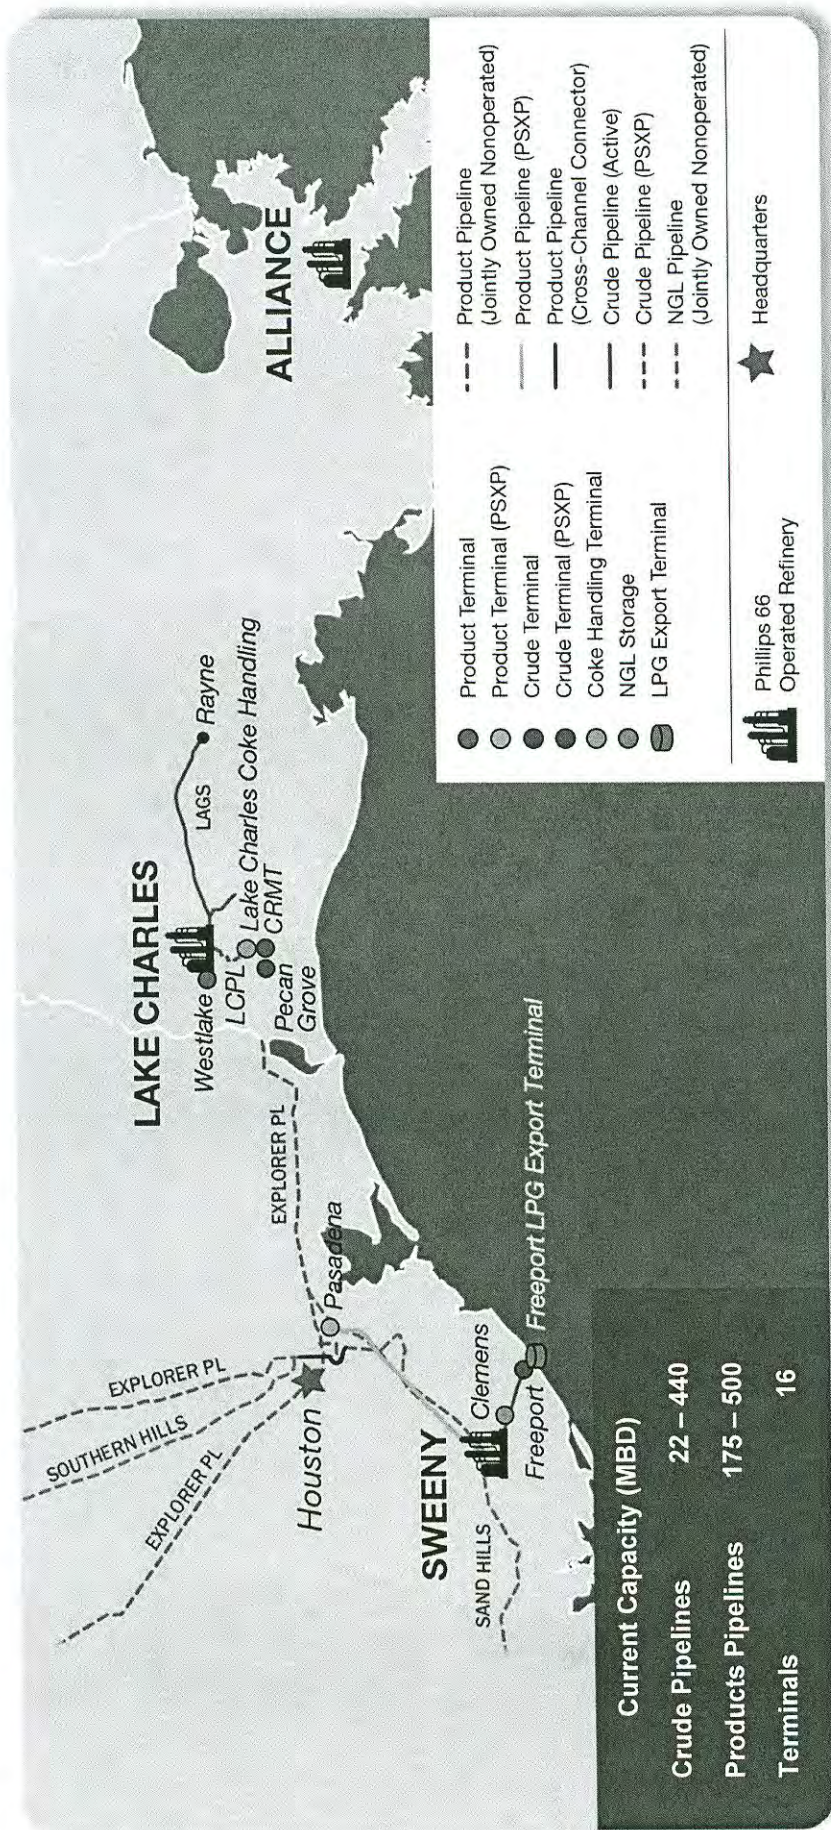 EXPLORER PL
SOUTHERN HILLS
EXPLORER PL
Houston
EXPLORER PL
Pasadena
SWEENY
SAND HILLS
Clemens
Freeport
Freeport LPG Export Terminal
LAKE CHARLES
Westlake
LCPL
Pecan
Grove
LAGS
Rayne
Lake Charles Coke Handling
CRMT
ALLIANCE
Current Capacity (MBD)
Crude Pipelines 22 – 440
Products Pipelines 175 – 500
Terminals 16
Product Terminal
Product Terminal (PSXP)
Crude Terminal
Crude Terminal (PSXP)
Coke Handling Terminal
NGL Storage
LPG Export Terminal
Product Pipeline
(Jointly Owned Nonoperated)
Product Pipeline (PSXP)
Product Pipeline
(Cross-Channel Connector)
Crude Pipeline (Active)
Crude Pipeline (PSXP)
NGL Pipeline
(Jointly Owned Nonoperated)
Phillips 66
Operated Refinery
Headquarters